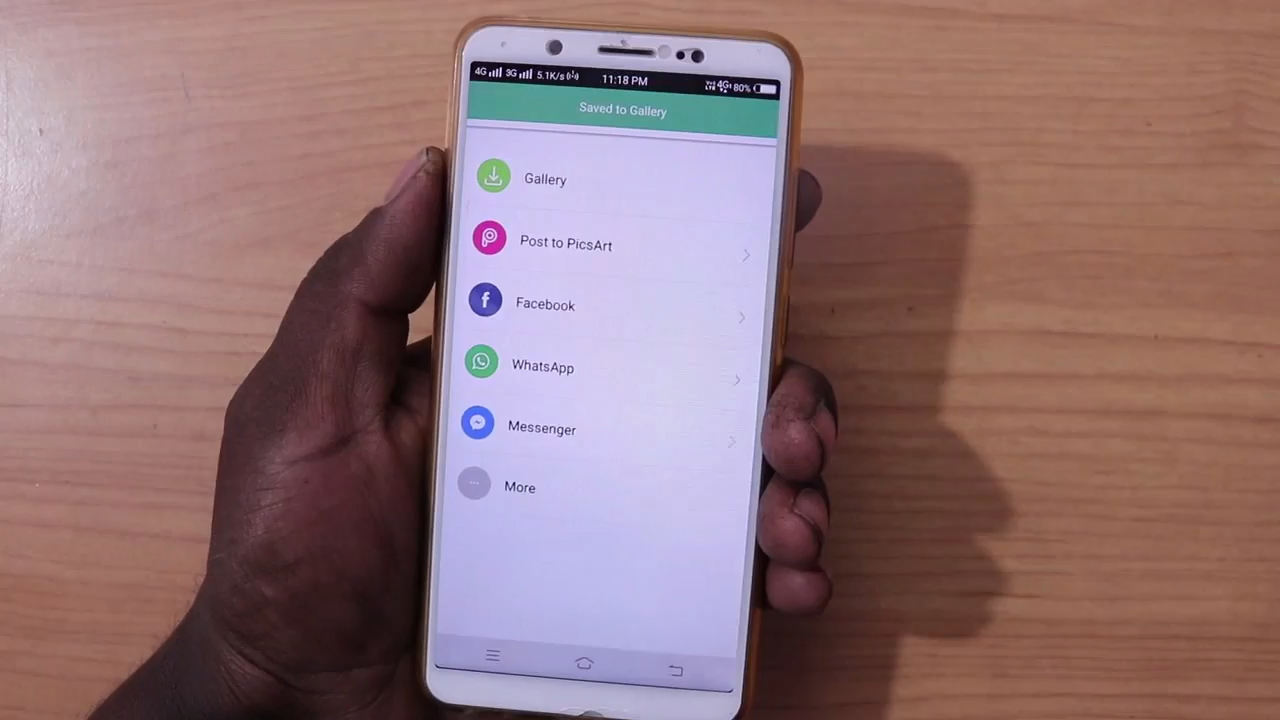 4G 3G 5.1K/s 11:18 PM 4G 80%
Saved to Gallery
Gallery
Post to PicsArt
Facebook
WhatsApp
Messenger
More